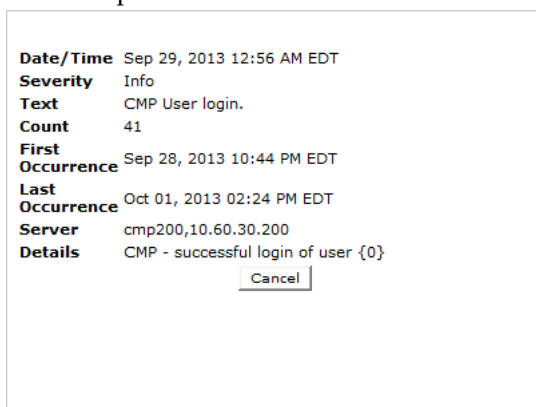 Date/Time Sep 29, 2013 12:56 AM EDT
Severity Info
Text CMP User login.
Count 41
First
Occurrence Sep 28, 2013 10:44 PM EDT
Last
Occurrence Oct 01, 2013 02:24 PM EDT
Server cmp200,10.60.30.200
Details CMP - successful login of user {0}
Cancel